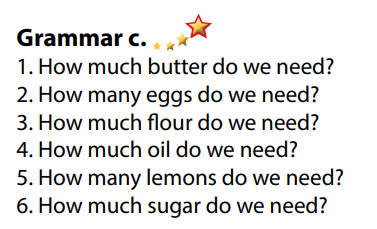 Grammar c.
1. How much butter do we need?
2. How many eggs do we need?
3. How much flour do we need?
4. How much oil do we need?
5. How many lemons do we need?
6. How much sugar do we need?